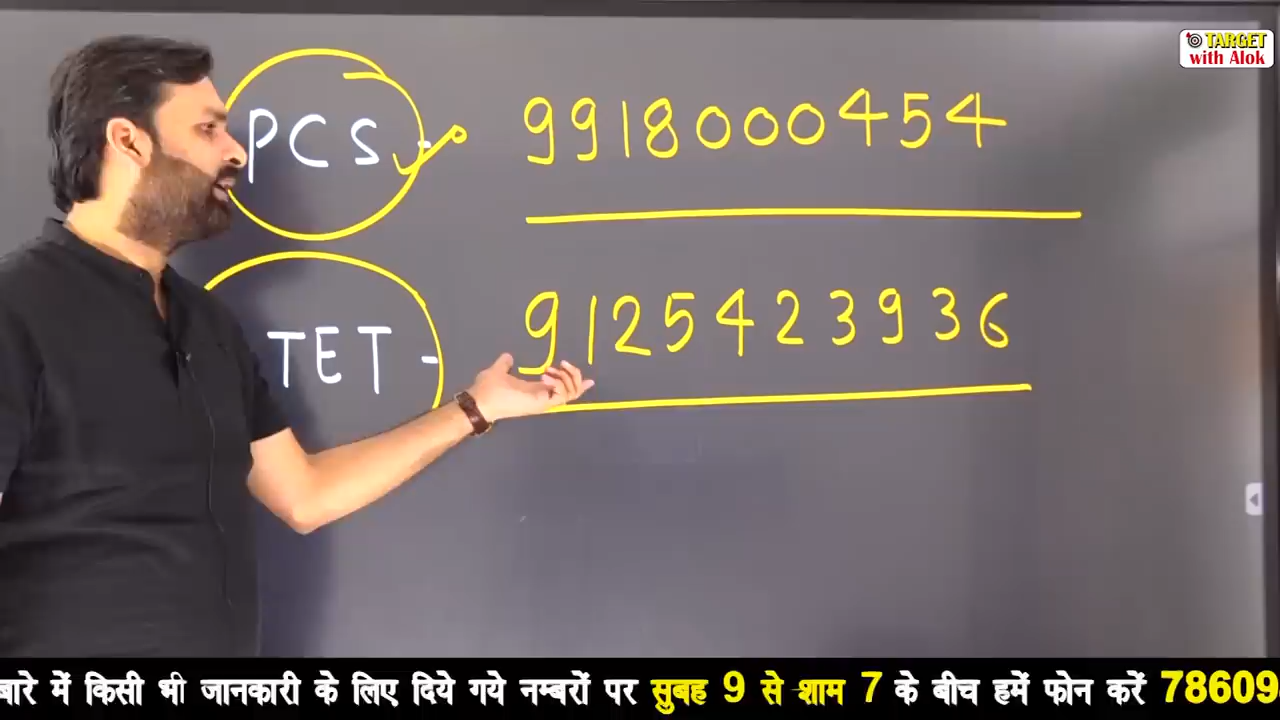 TARGET
with Alok
PCS - 9918000454
TET - 9125423936
बारे में किसी भी जानकारी के लिए दिये गये नम्बरों पर सुबह 9 से शाम 7 के बीच हमें फोन करें 78609